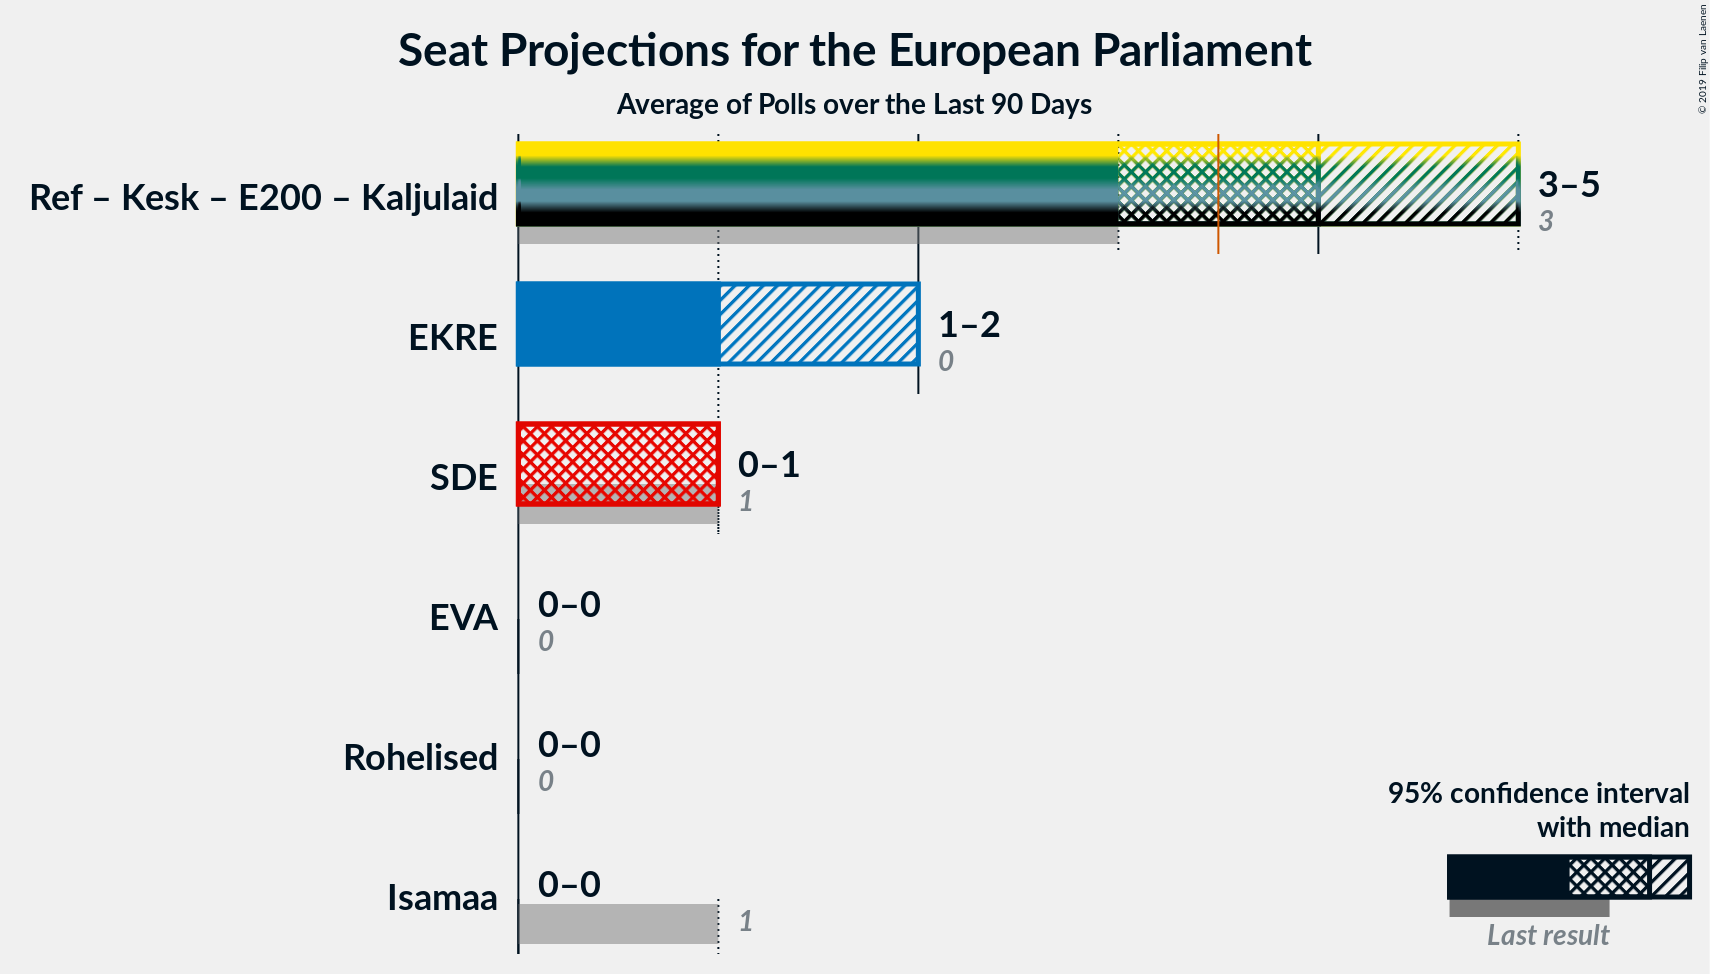 Seat Projections for the European Parliament
Average of Polls over the Last 90 Days
© 2019 Filip van Laenen
Ref – Kesk – E200 – Kaljulaid
3–5
3
EKRE
1–2
0
SDE
0–1
1
EVA
0–0
0
Rohelised
0–0
0
Isamaa
0–0
1
95% confidence interval
with median
Last result